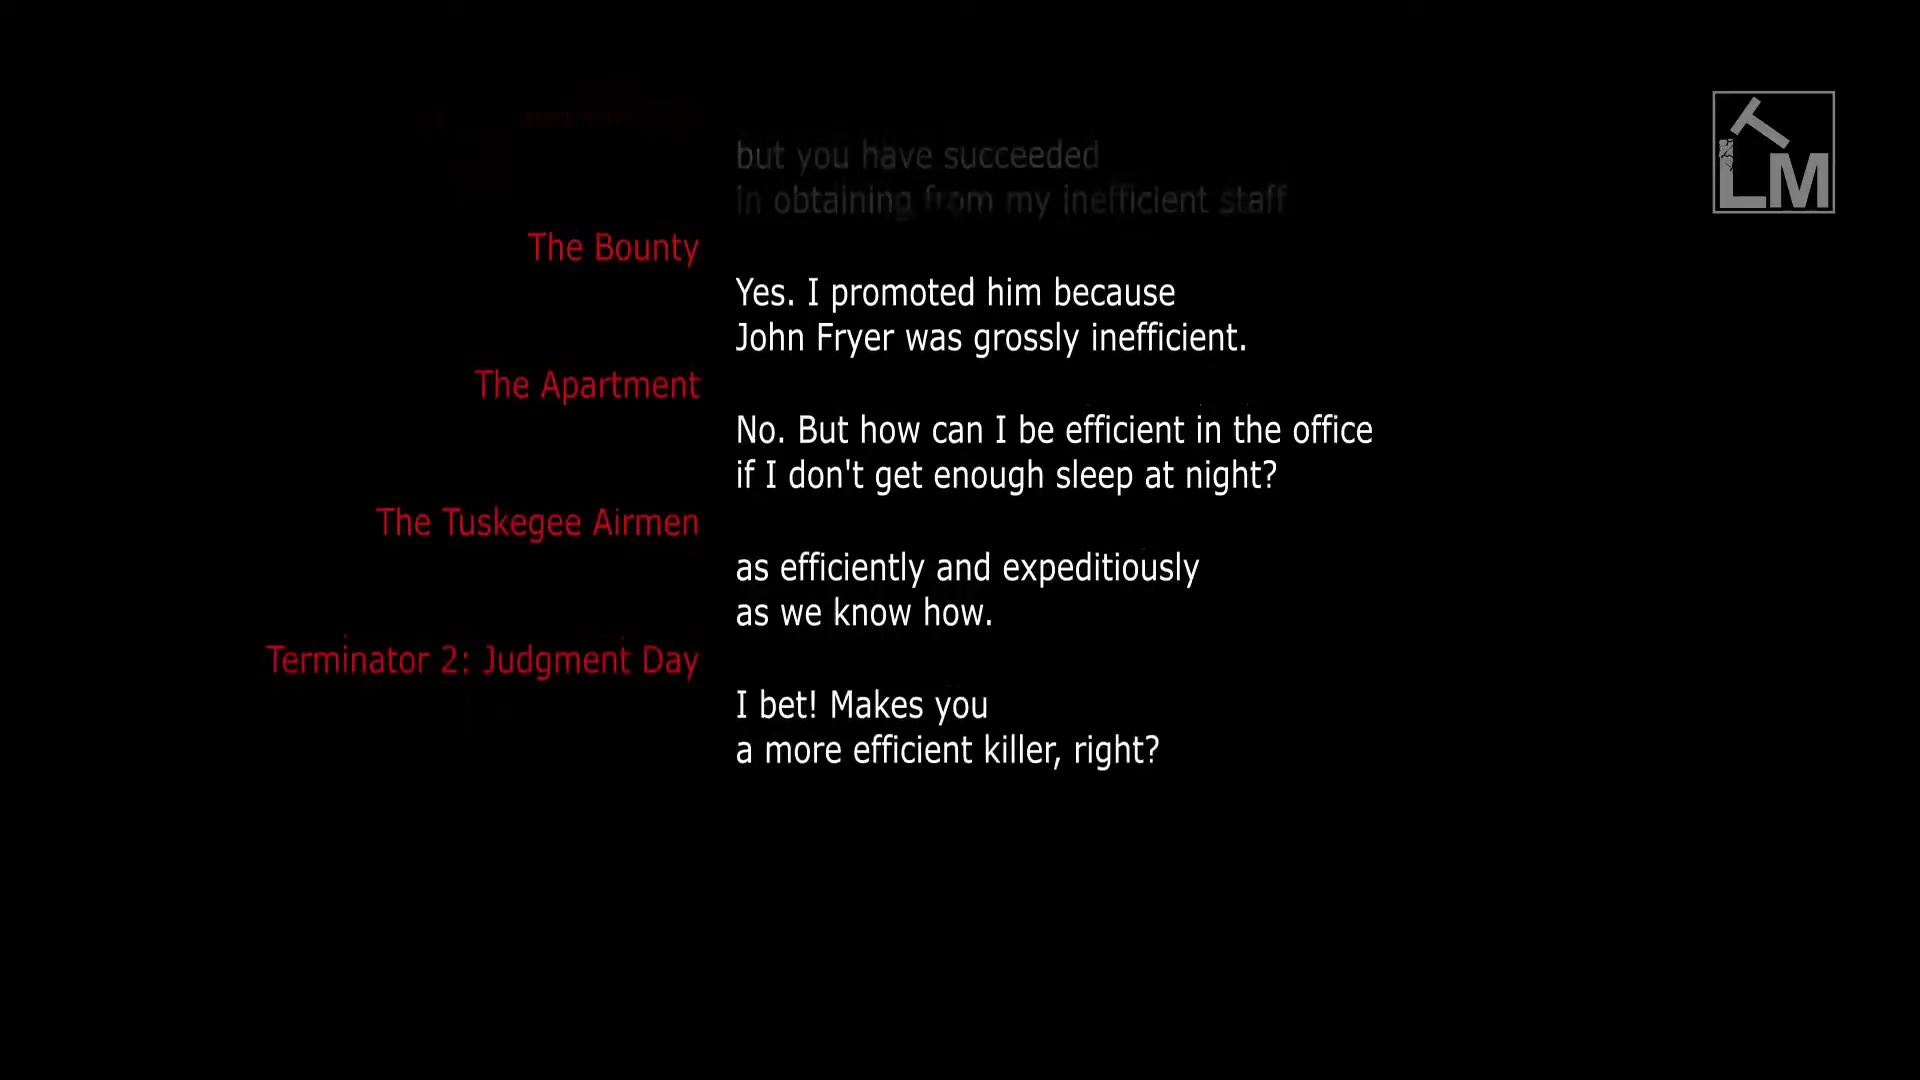 but you have succeeded
in obtaining from my inefficient staff
The Bounty
Yes. I promoted him because
John Fryer was grossly inefficient.
The Apartment
No. But how can I be efficient in the office
if I don't get enough sleep at night?
The Tuskegee Airmen
as efficiently and expeditiously
as we know how.
Terminator 2: Judgment Day
I bet! Makes you
a more efficient killer, right?
LTM